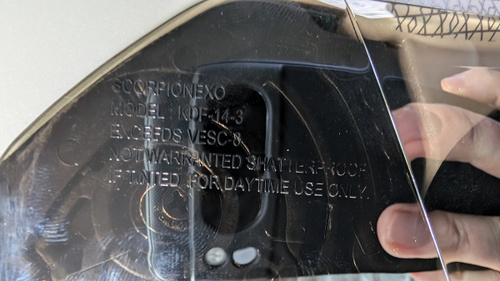 SCORPIONEXO
MODEL : KDF-14-3
EXCEEDS VESC-8
NOT WARRANTED SHATTERPROOF
IF TINTED, FOR DAYTIME USE ONLY.